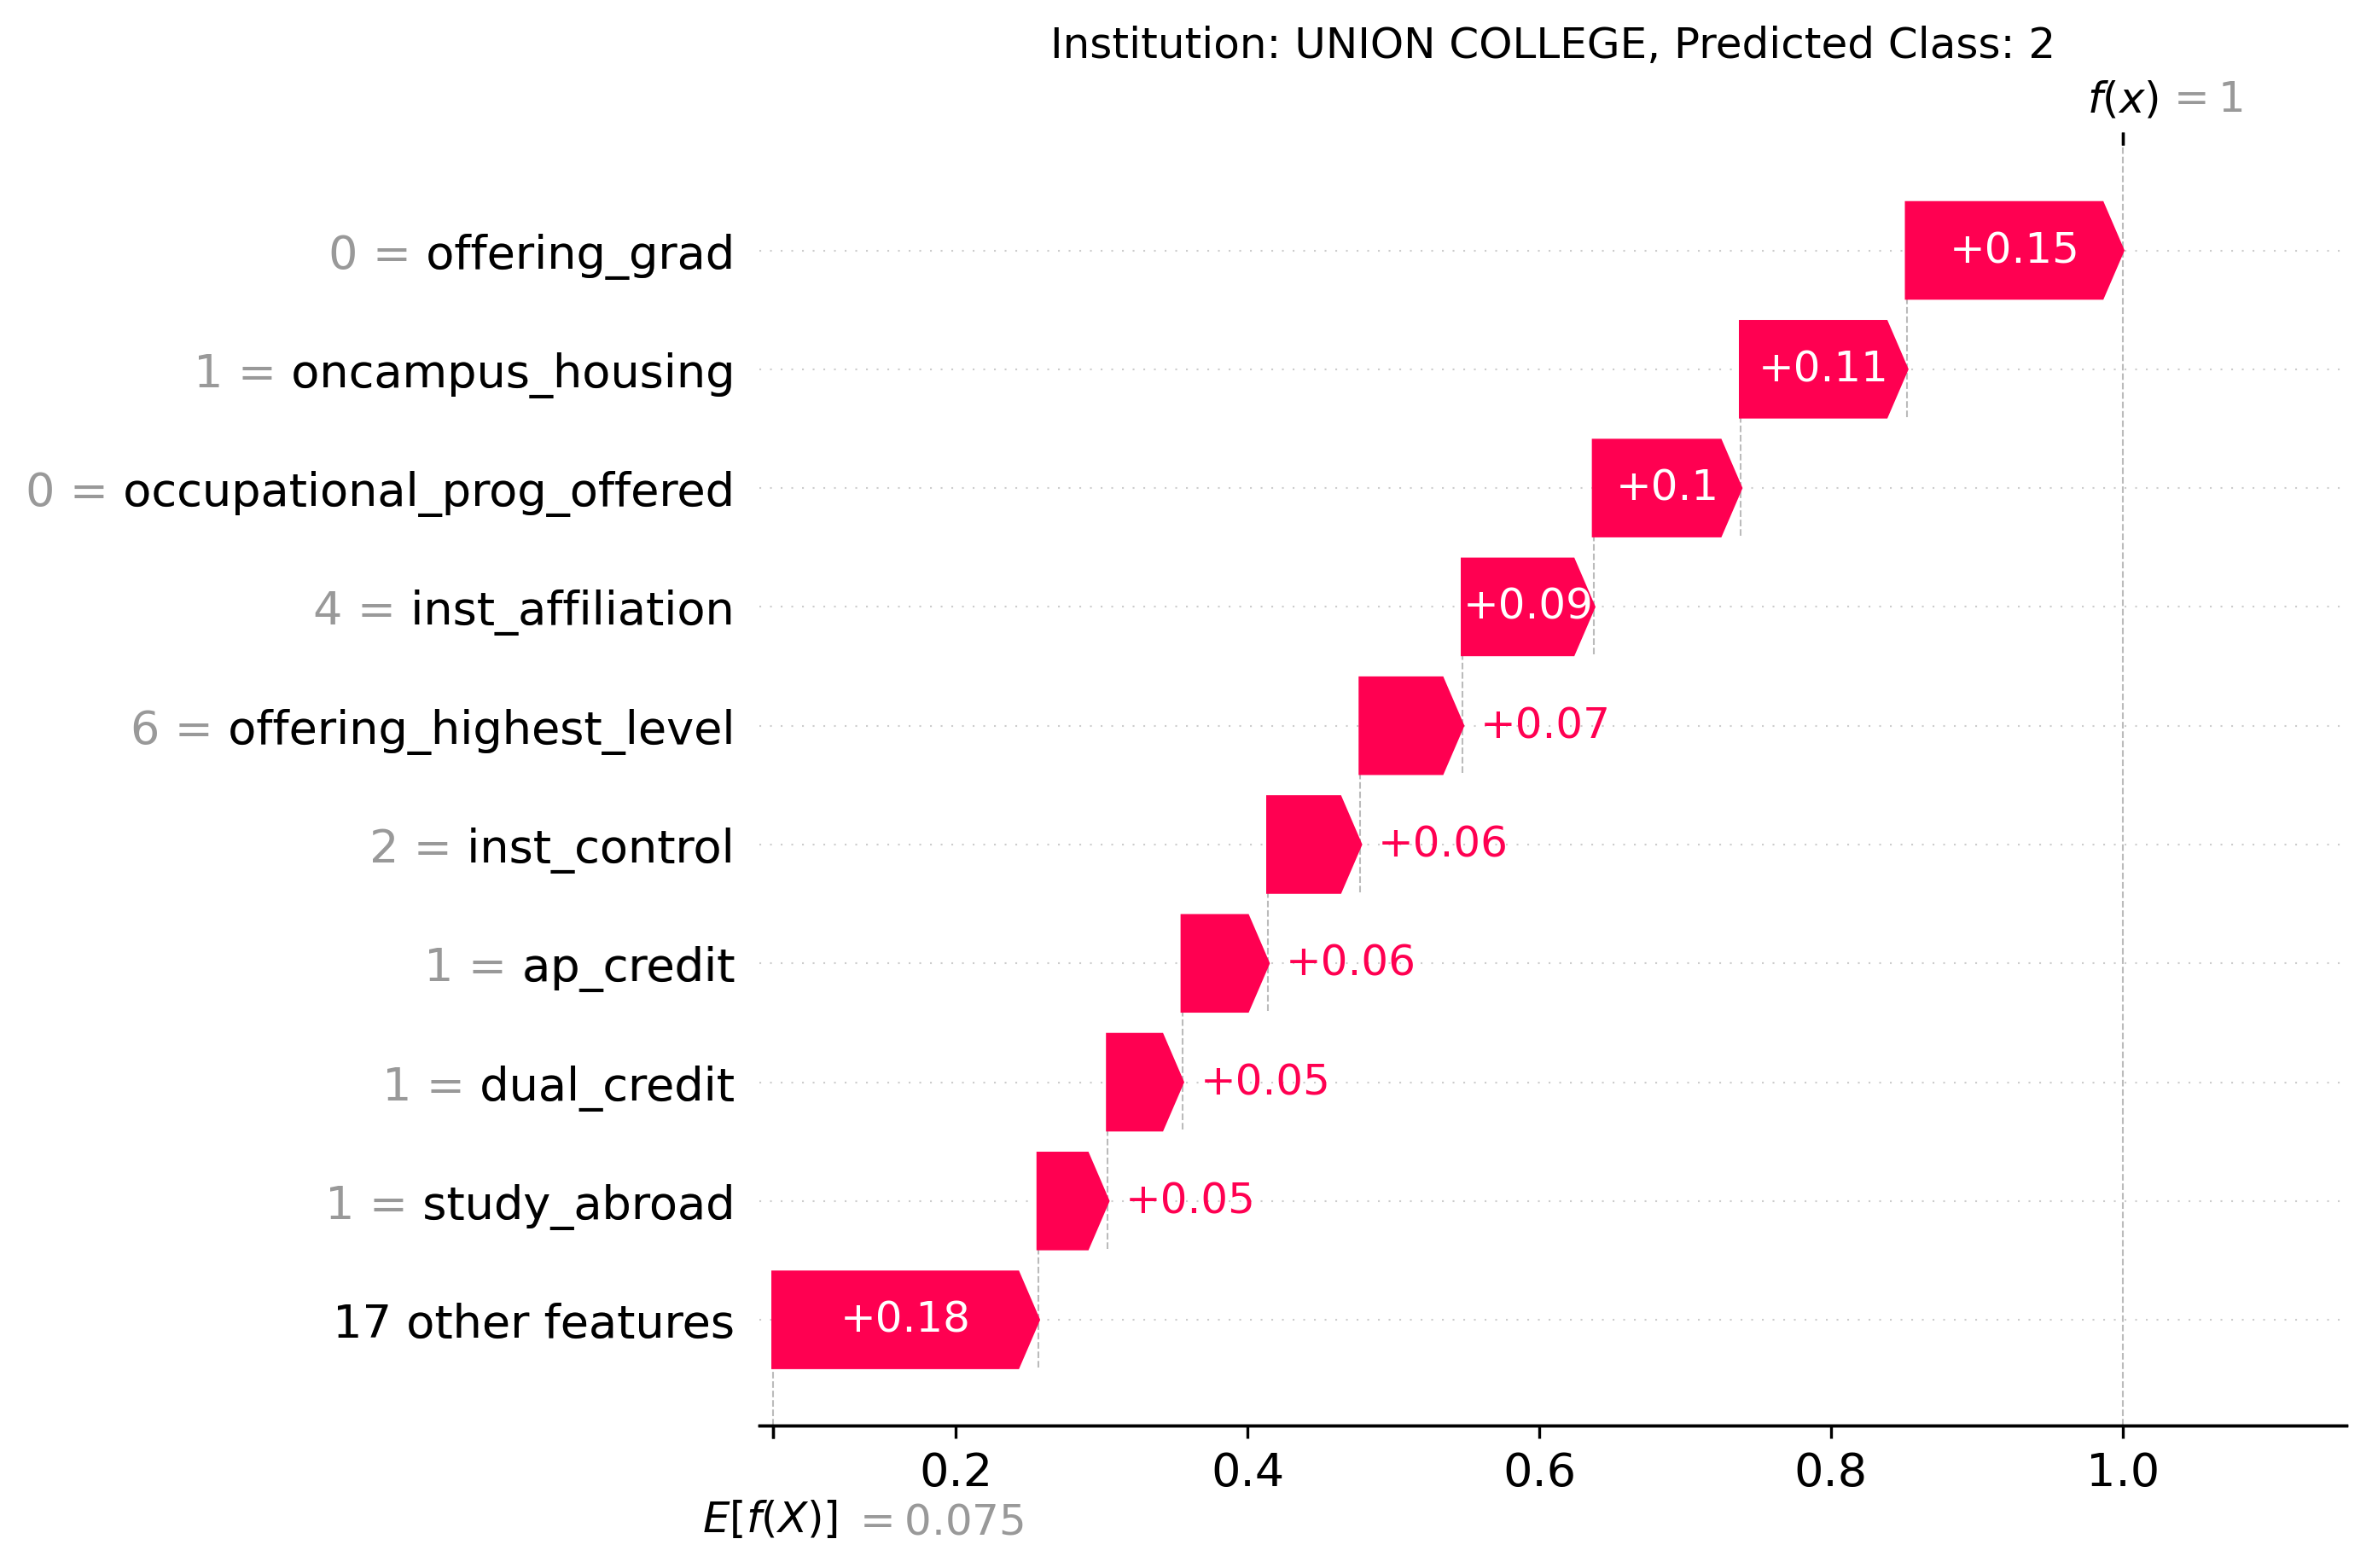 Institution: UNION COLLEGE, Predicted Class: 2
f(x) = 1
0 = offering_grad +0.15
1 = oncampus_housing +0.11
0 = occupational_prog_offered +0.1
4 = inst_affiliation +0.09
6 = offering_highest_level +0.07
2 = inst_control +0.06
1 = ap_credit +0.06
1 = dual_credit +0.05
1 = study_abroad +0.05
17 other features +0.18
0.2 0.4 0.6 0.8 1.0
E[f(X)] = 0.075